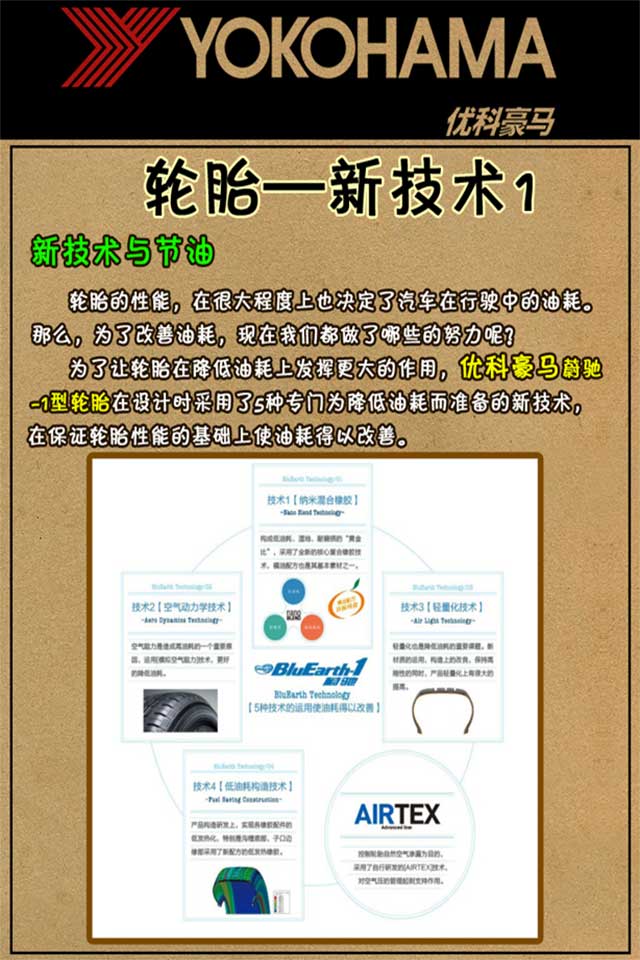 YOKOHAMA
优科豪马
轮胎—新技术1
新技术与节油
轮胎的性能，在很大程度上也决定了汽车在行驶中的油耗。
那么，为了改善油耗，现在我们都做了哪些的努力呢？
为了让轮胎在降低油耗上发挥更大的作用，优科豪马蔚驰
-1型轮胎在设计时采用了5种专门为降低油耗而准备的新技术，
在保证轮胎性能的基础上使油耗得以改善。
BluEarth Technology/01
技术1【纳米混合橡胶】
-Nano Blend Technology-
构成低油耗、湿地、耐磨损的“黄金
比”，采用了全新的核心复合橡胶技
术。橘油配方也是其基本素材之一。
nano
BLEND
BluEarth Technology/02
技术2【空气动力学技术】
-Aero Dynamics Technology-
空气阻力是造成高油耗的一个重要原
因，运用[模拟空气阻力]技术，更好
的降低油耗。
BluEarth Technology/03
技术3【轻量化技术】
-Air Light Technology-
轻量化也是降低油耗的重要课题。新
材质的运用、构造上的改良，保持高
刚性的同时，产品轻量化上有很大的
提高。
BluEarth-1
蔚驰
BluEarth Technology
【5种技术的运用使油耗得以改善】
BluEarth Technology/04
技术4【低油耗构造技术】
-Fuel Saving Construction-
产品构造研发上，实现各橡胶配件的
低发热化，特别是沟槽底部、子口边
缘部采用了新配方的低发热橡胶。
AIRTEX
Advanced liner
控制轮胎自然空气渗漏为目的，
采用了自行研发的[AIRTEX]技术，
对空气压的管理起到支持作用。